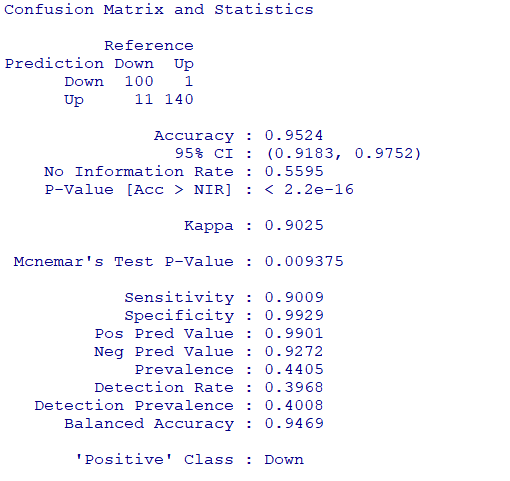 Confusion Matrix and Statistics
Reference
Prediction Down Up
Down 100 1
Up 11 140
Accuracy : 0.9524
95% CI : (0.9183, 0.9752)
No Information Rate : 0.5595
P-Value [Acc > NIR] : < 2.2e-16
Kappa : 0.9025
Mcnemar's Test P-Value : 0.009375
Sensitivity : 0.9009
Specificity : 0.9929
Pos Pred Value : 0.9901
Neg Pred Value : 0.9272
Prevalence : 0.4405
Detection Rate : 0.3968
Detection Prevalence : 0.4008
Balanced Accuracy : 0.9469
'Positive' Class : Down